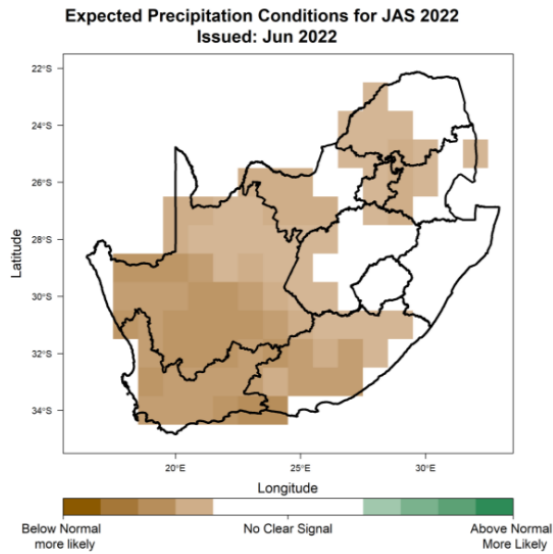 Expected Precipitation Conditions for JAS 2022
Issued: Jun 2022
22°S
24°S
26°S
28°S
30°S
32°S
34°S
Latitude
20°E
25°E
30°E
Longitude
Below Normal
more likely
No Clear Signal
Above Normal
More Likely